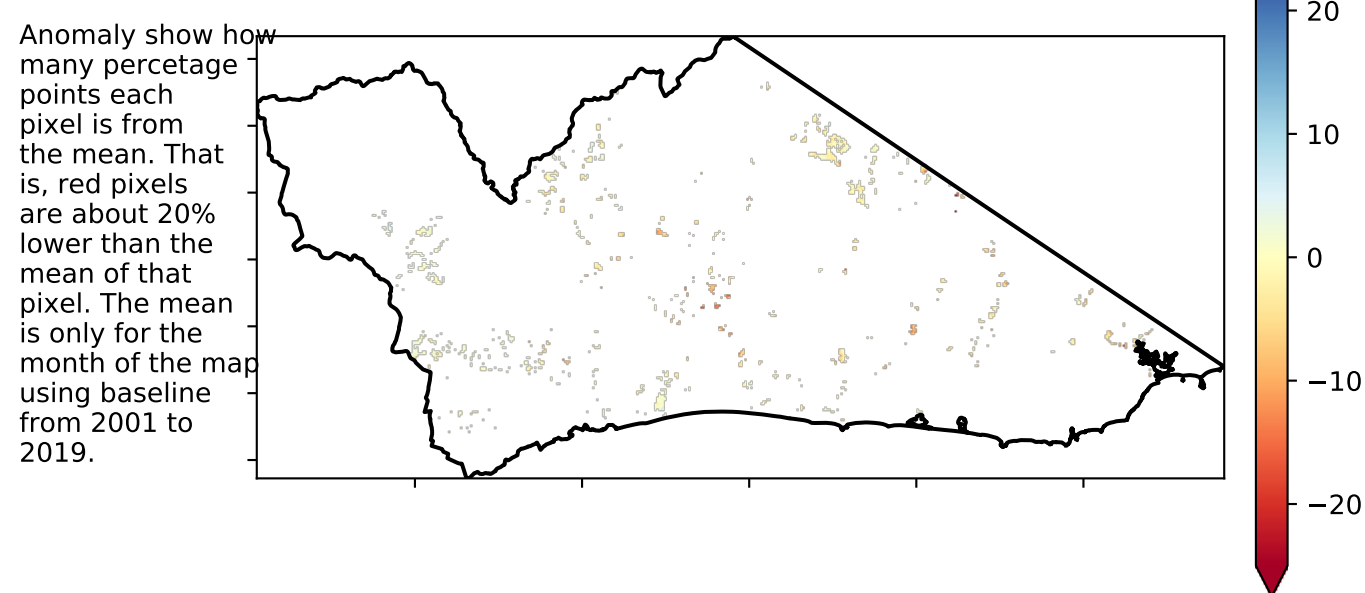 Anomaly show how
many percetage
points each
pixel is from
the mean. That
is, red pixels
are about 20%
lower than the
mean of that
pixel. The mean
is only for the
month of the map
using baseline
from 2001 to
2019.
20
10
0
−10
−20